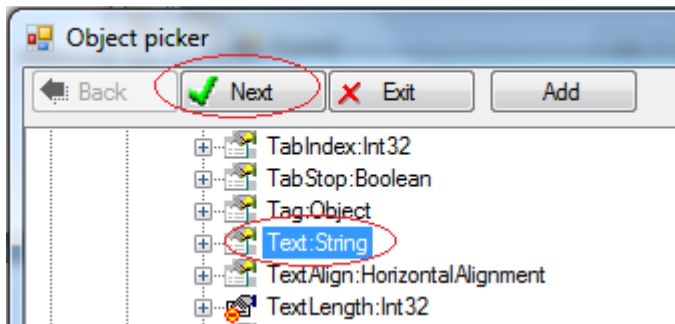 Object picker
Back Next Exit Add
TabIndex:Int32
TabStop:Boolean
Tag:Object
Text:String
TextAlign:HorizontalAlignment
TextLength:Int32